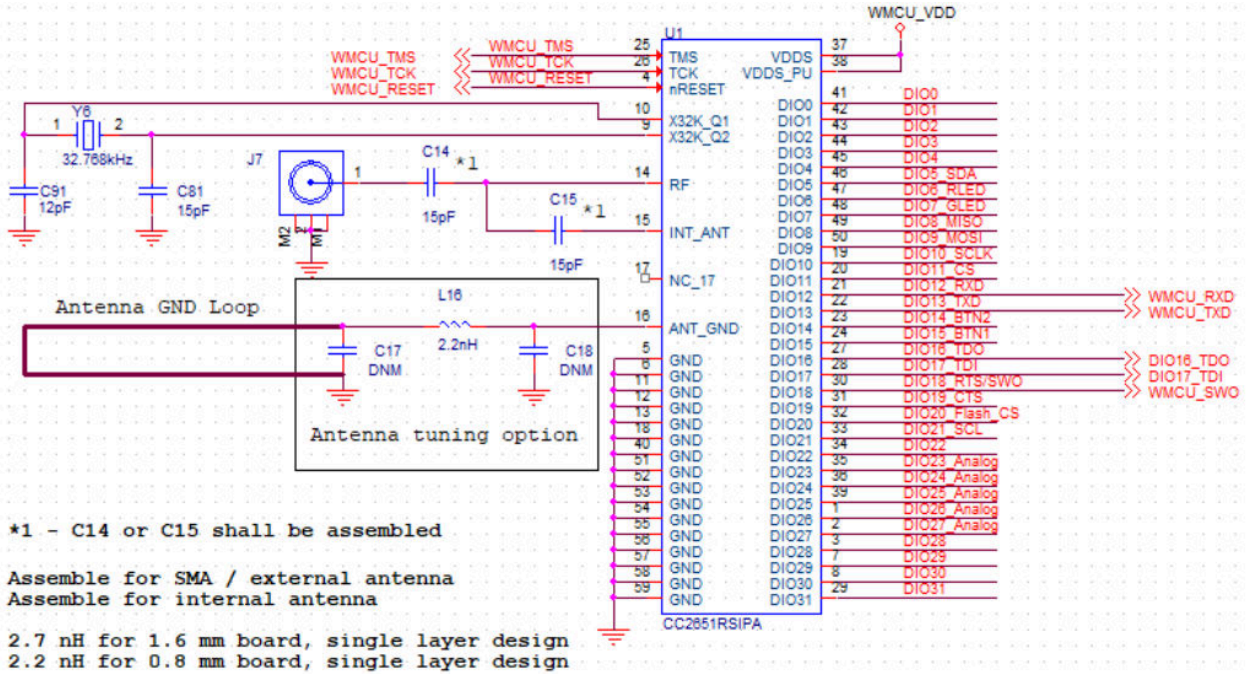 WMCU_VDD
U1
WMCU_TMS WMCU_TMS 25 TMS
WMCU_TCK WMCU_TCK 26 TCK
WMCU_RESET WMCU_RESET 4 nRESET
VDDS 37
VDDS_PU 38
10 X32K_Q1
9 X32K_Q2
Y6
1 2
32.768kHz
C91
12pF
C81
15pF
J7
1
M2 2 M1
C14 *1
15pF
14 RF
C15 *1
15pF
15 INT_ANT
17 NC_17
Antenna GND Loop
L16
2.2nH
16 ANT_GND
C17
DNM
C18
DNM
Antenna tuning option
5 GND
6 GND
11 GND
12 GND
13 GND
18 GND
40 GND
51 GND
52 GND
53 GND
54 GND
55 GND
56 GND
57 GND
58 GND
59 GND
DIO0 41 DIO0
DIO1 42 DIO1
DIO2 43 DIO2
DIO3 44 DIO3
DIO4 45 DIO4
DIO5 46 DIO5_SDA
DIO6 47 DIO6_RLED
DIO7 48 DIO7_GLED
DIO8 49 DIO8_MISO
DIO9 50 DIO9_MOSI
DIO10 19 DIO10_SCLK
DIO11 20 DIO11_CS
DIO12 21 DIO12_RXD WMCU_RXD
DIO13 22 DIO13_TXD WMCU_TXD
DIO14 23 DIO14_BTN2
DIO15 24 DIO15_BTN1
DIO16 27 DIO16_TDO DIO16_TDO
DIO17 28 DIO17_TDI DIO17_TDI
DIO18 30 DIO18_RTS/SWO WMCU_SWO
DIO19 31 DIO19_CTS
DIO20 32 DIO20_Flash_CS
DIO21 33 DIO21_SCL
DIO22 34 DIO22
DIO23 35 DIO23_Analog
DIO24 36 DIO24_Analog
DIO25 39 DIO25_Analog
DIO26 1 DIO26_Analog
DIO27 2 DIO27_Analog
DIO28 3 DIO28
DIO29 7 DIO29
DIO30 8 DIO30
DIO31 29 DIO31
CC2651RSIPA
*1 - C14 or C15 shall be assembled
Assemble for SMA / external antenna
Assemble for internal antenna
2.7 nH for 1.6 mm board, single layer design
2.2 nH for 0.8 mm board, single layer design